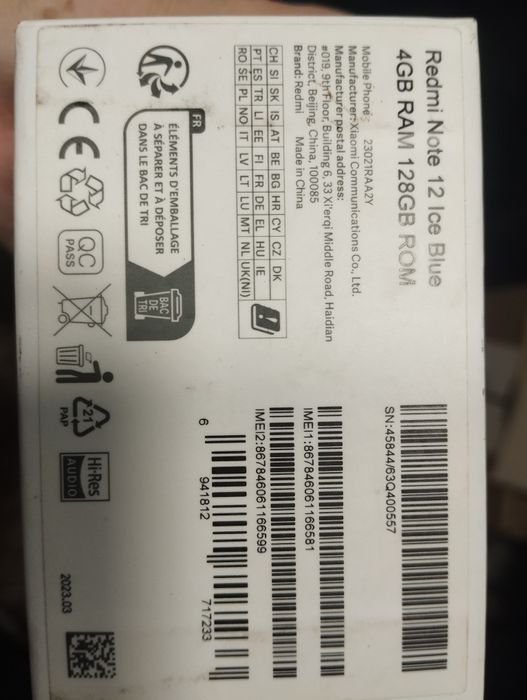 Redmi Note 12 Ice Blue
4GB RAM 128GB ROM
Mobile Phone: 23021RAA2Y
Manufacturer: Xiaomi Communications Co., Ltd.
Manufacturer postal address:
#019, 9th Floor, Building 6, 33 Xi'erqi Middle Road, Haidian
District, Beijing, China, 100085
Brand: Redmi Made in China
SN:45844/63Q400557
IMEI1:867846061166581
IMEI2:867846061166599
6 941812 717233
CH SI SK IS AT BE BG HR CY CZ DK
PT ES TR LI EE FI FR DE EL HU IE
RO SE PL NO IT LV LT LU MT NL UK(NI)
FR
ÉLÉMENTS D'EMBALLAGE
À SÉPARER ET À DÉPOSER
DANS LE BAC DE TRI
BAC
DE
TRI
CE
QC
PASS
21
PAP
Hi-Res
AUDIO
2023.03